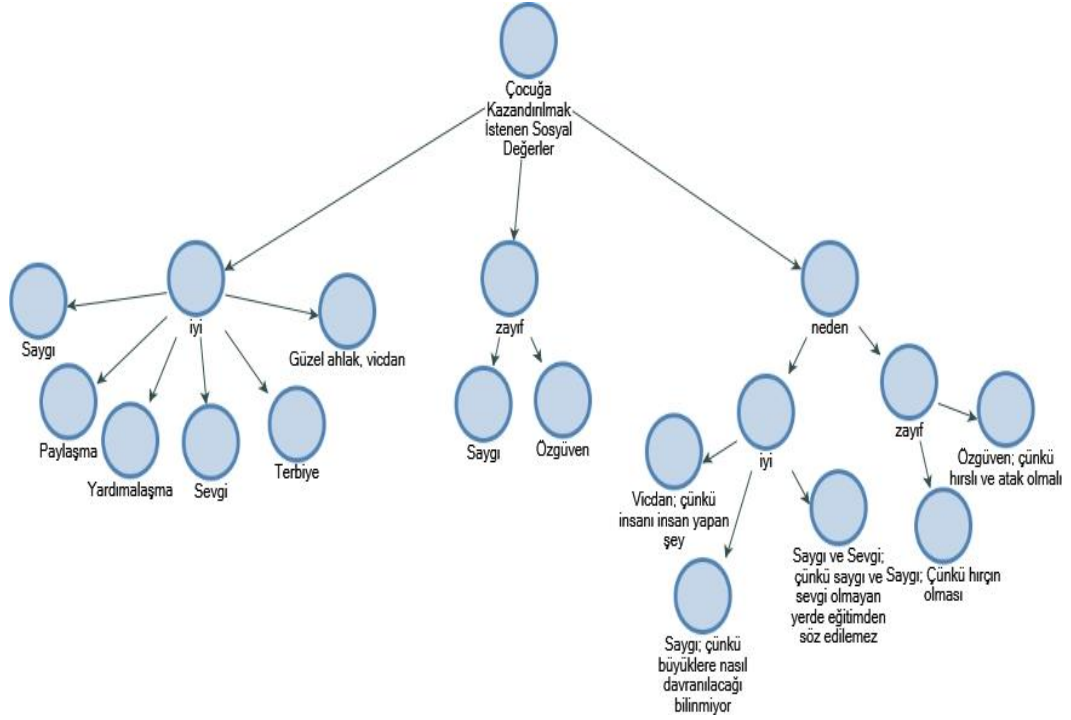 Çocuğa
Kazandırılmak
İstenen Sosyal
Değerler
iyi
zayıf
neden
Saygı
Güzel ahlak, vicdan
Paylaşma
Yardımalaşma
Sevgi
Terbiye
Saygı
Özgüven
iyi
zayıf
Vicdan; çünkü
insanı insan yapan
şey
Saygı; çünkü
büyüklere nasıl
davranılacağı
bilinmiyor
Saygı ve Sevgi;
çünkü saygı ve
sevgi olmayan
yerde eğitimden
söz edilemez
Saygı; Çünkü hırçın
olması
Özgüven; çünkü
hırslı ve atak olmalı